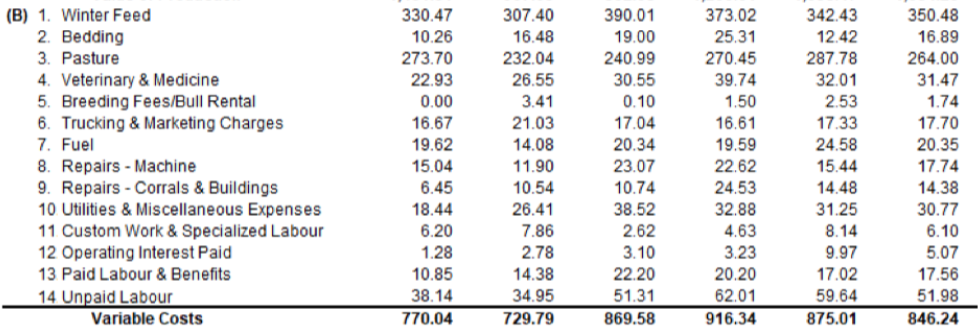 (B) 1. Winter Feed 330.47 307.40 390.01 373.02 342.43 350.48
2. Bedding 10.26 16.48 19.00 25.31 12.42 16.89
3. Pasture 273.70 232.04 240.99 270.45 287.78 264.00
4. Veterinary & Medicine 22.93 26.55 30.55 39.74 32.01 31.47
5. Breeding Fees/Bull Rental 0.00 3.41 0.10 1.50 2.53 1.74
6. Trucking & Marketing Charges 16.67 21.03 17.04 16.61 17.33 17.70
7. Fuel 19.62 14.08 20.34 19.59 24.58 20.35
8. Repairs - Machine 15.04 11.90 23.07 22.62 15.44 17.74
9. Repairs - Corrals & Buildings 6.45 10.54 10.74 24.53 14.48 14.38
10 Utilities & Miscellaneous Expenses 18.44 26.41 38.52 32.88 31.25 30.77
11 Custom Work & Specialized Labour 6.20 7.86 2.62 4.63 8.14 6.10
12 Operating Interest Paid 1.28 2.78 3.10 3.23 9.97 5.07
13 Paid Labour & Benefits 10.85 14.38 22.20 20.20 17.02 17.56
14 Unpaid Labour 38.14 34.95 51.31 62.01 59.64 51.98
Variable Costs 770.04 729.79 869.58 916.34 875.01 846.24